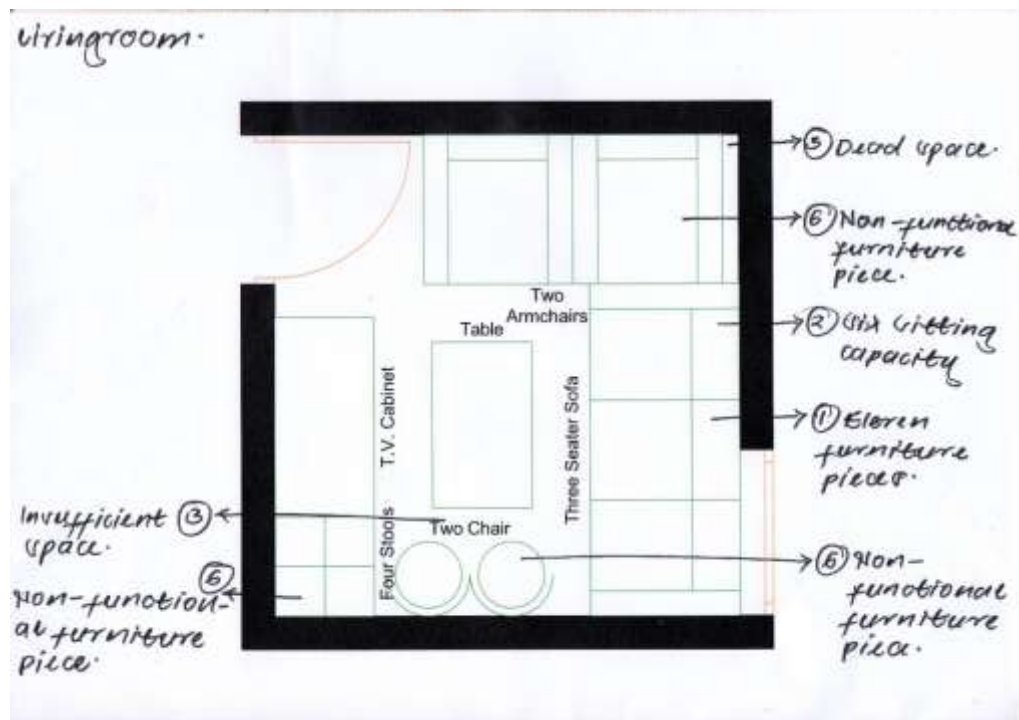 Livingroom.
⑤ Dead space.
⑥ Non-functional
furniture
piece.
Two
Armchairs
Table
② Six sitting
capacity
T.V. Cabinet
Three Seater Sofa
① Eleven
furniture
pieces.
Insufficient ③
space.
Two Chair
Four Stools
⑥
Non-function-
al furniture
piece.
⑥ Non-
functional
furniture
piece.